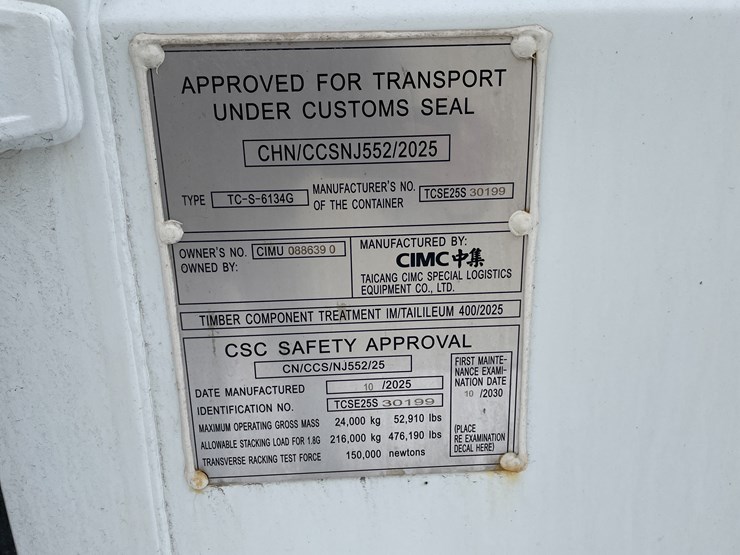 APPROVED FOR TRANSPORT
UNDER CUSTOMS SEAL
CHN/CCSNJ552/2025
TYPE TC-S-6134G
MANUFACTURER'S NO. OF THE CONTAINER TCSE25S 30199
OWNER'S NO. CIMU 088639 0
OWNED BY:
MANUFACTURED BY:
CIMC中集
TAICANG CIMC SPECIAL LOGISTICS
EQUIPMENT CO., LTD.
TIMBER COMPONENT TREATMENT IM/TAILILEUM 400/2025
CSC SAFETY APPROVAL
CN/CCS/NJ552/25
DATE MANUFACTURED 10 /2025
IDENTIFICATION NO. TCSE25S 30199
MAXIMUM OPERATING GROSS MASS 24,000 kg 52,910 lbs
ALLOWABLE STACKING LOAD FOR 1.8G 216,000 kg 476,190 lbs
TRANSVERSE RACKING TEST FORCE 150,000 newtons
FIRST MAINTE-
NANCE EXAMI-
NATION DATE
10 /2030
(PLACE
RE EXAMINATION
DECAL HERE)